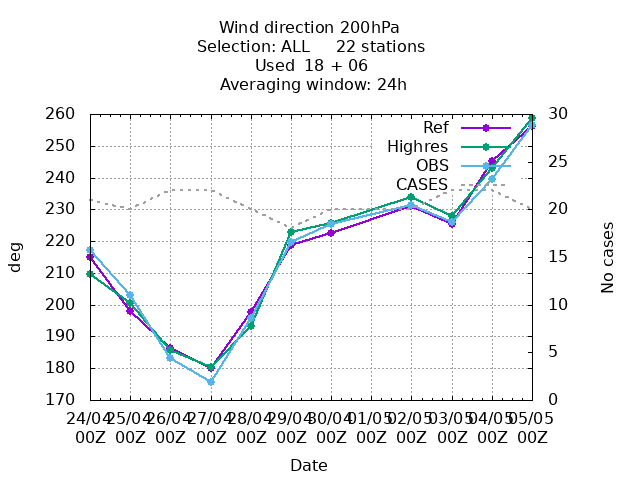 Wind direction 200hPa
Selection: ALL 22 stations
Used 18 + 06
Averaging window: 24h
260
250
240
230
220
210
200
190
180
170
deg
30
25
20
15
10
5
0
No cases
Ref
Highres
OBS
CASES
24/04 25/04 26/04 27/04 28/04 29/04 30/04 01/05 02/05 03/05 04/05 05/05
00Z 00Z 00Z 00Z 00Z 00Z 00Z 00Z 00Z 00Z 00Z 00Z
Date